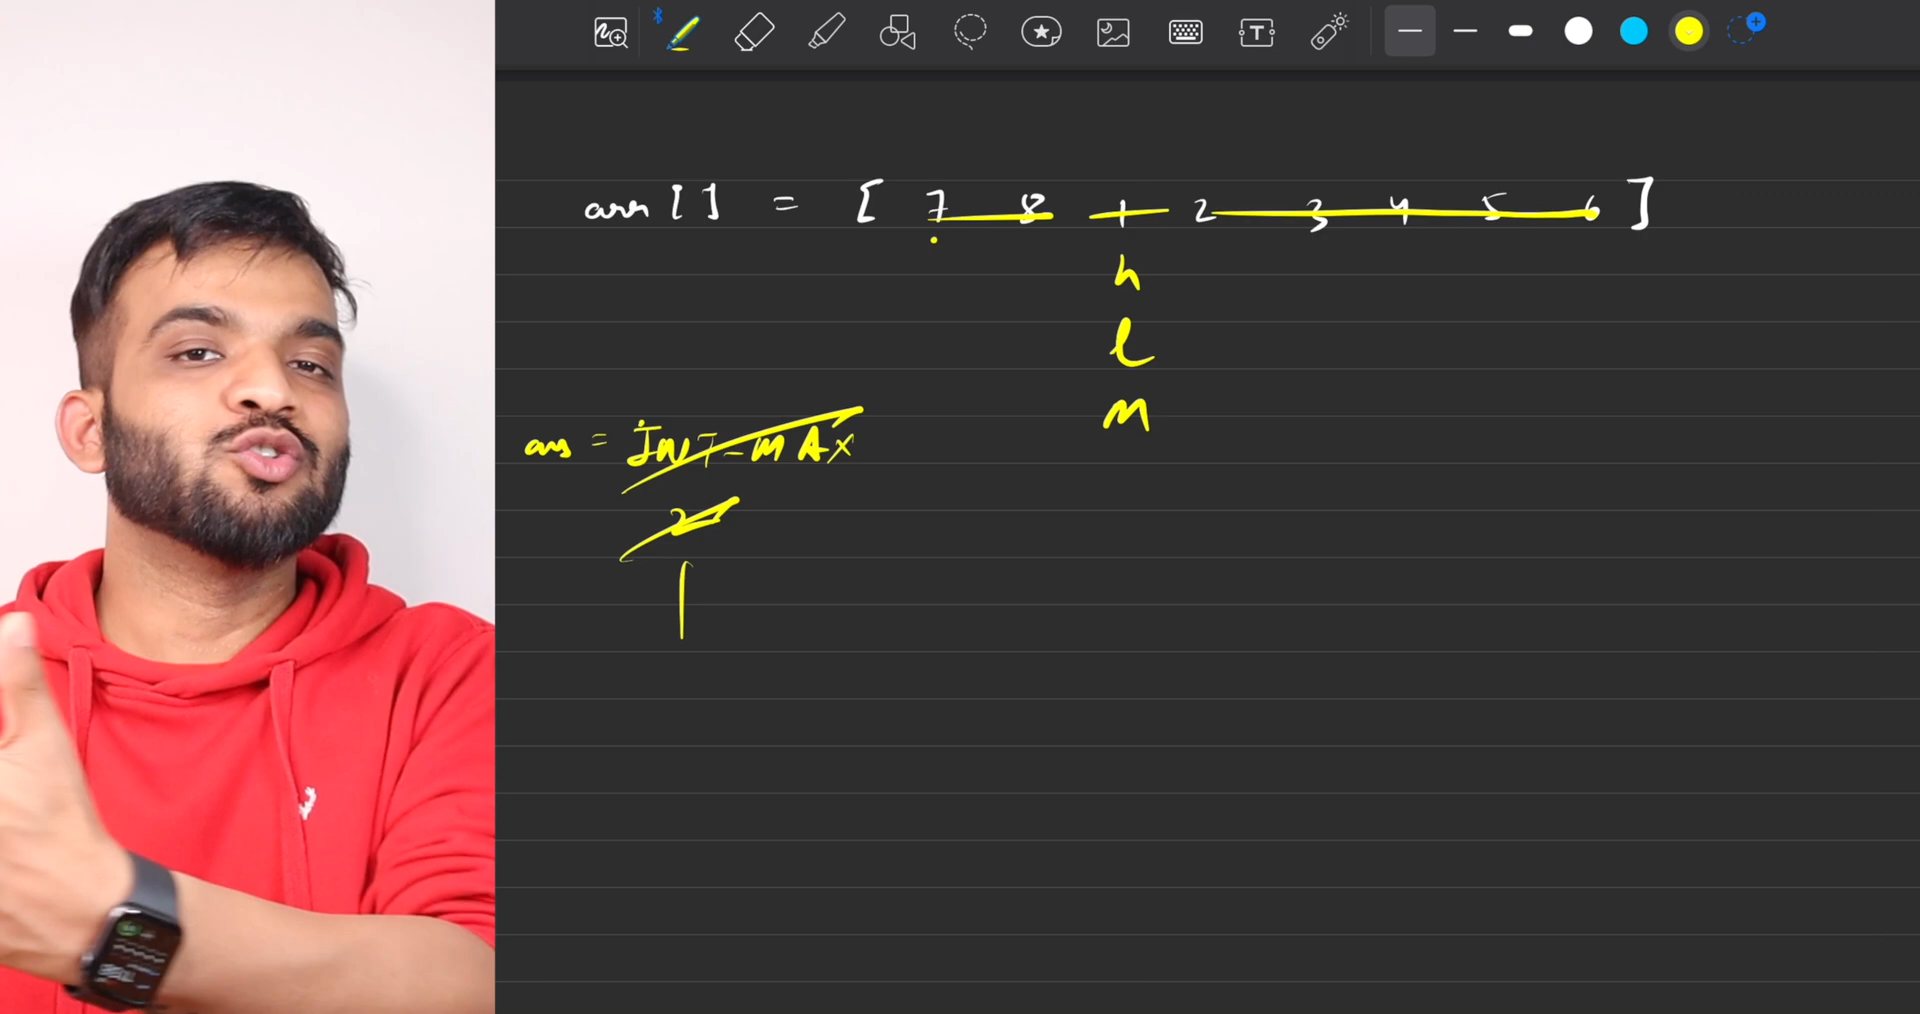 arr [ ] = [ 7 8 1 2 3 4 5 6 ]
h
l
m
ans = INT_MAX
2
1